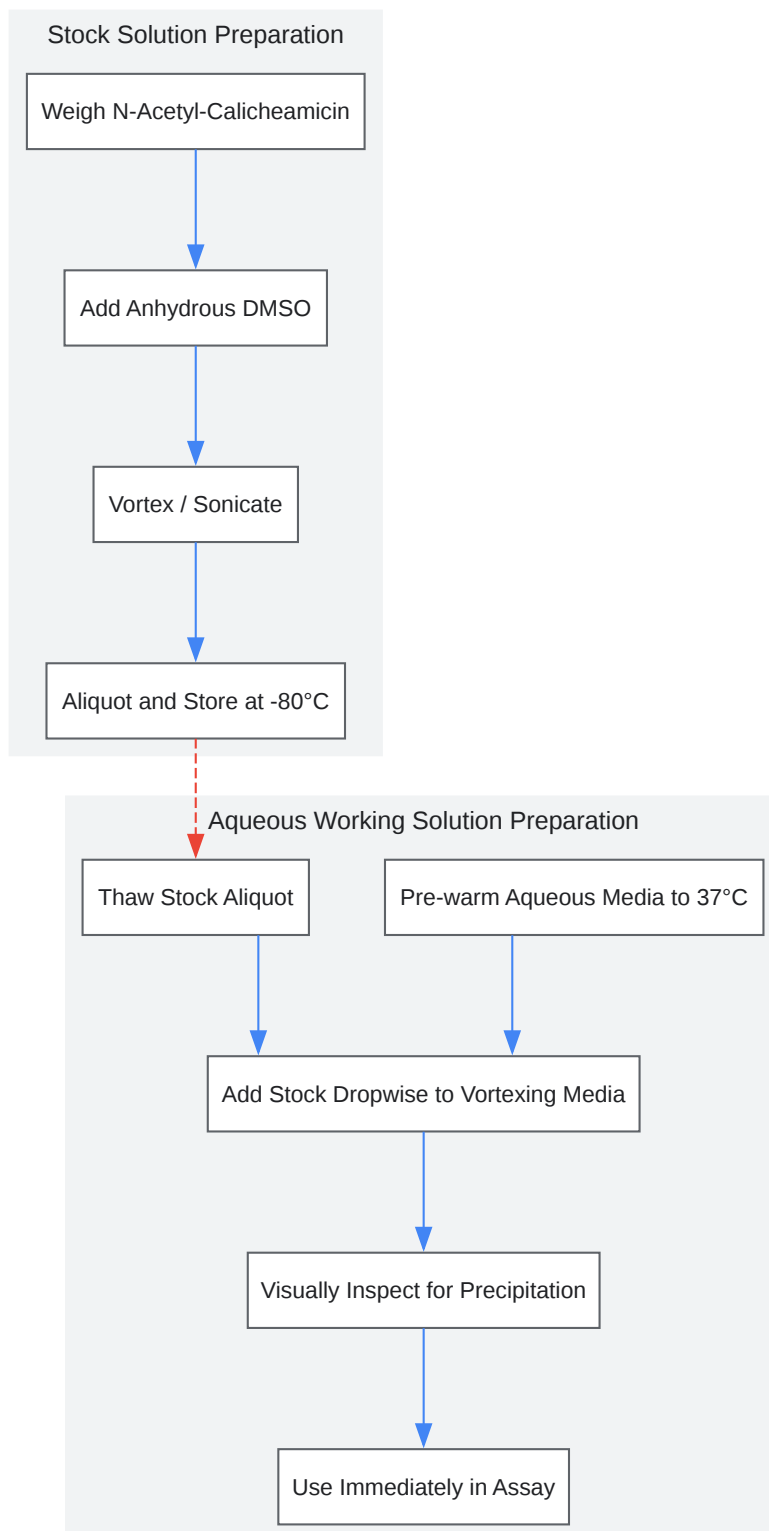 Stock Solution Preparation
Weigh N-Acetyl-Calicheamicin
Add Anhydrous DMSO
Vortex / Sonicate
Aliquot and Store at -80°C
Aqueous Working Solution Preparation
Thaw Stock Aliquot
Pre-warm Aqueous Media to 37°C
Add Stock Dropwise to Vortexing Media
Visually Inspect for Precipitation
Use Immediately in Assay